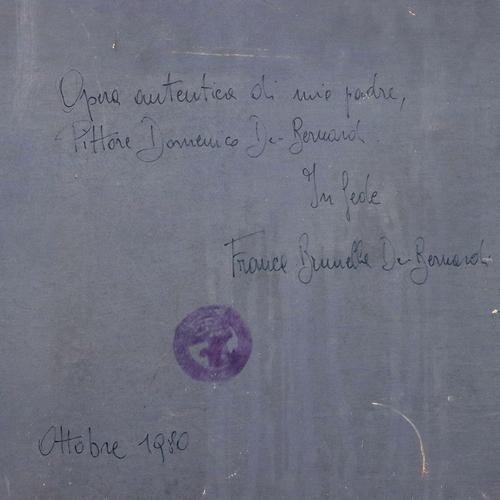 Opera autentica di mio padre,
Pittore Domenico De Bernardi
In fede
Franca Brunella De Bernardi
Ottobre 1980